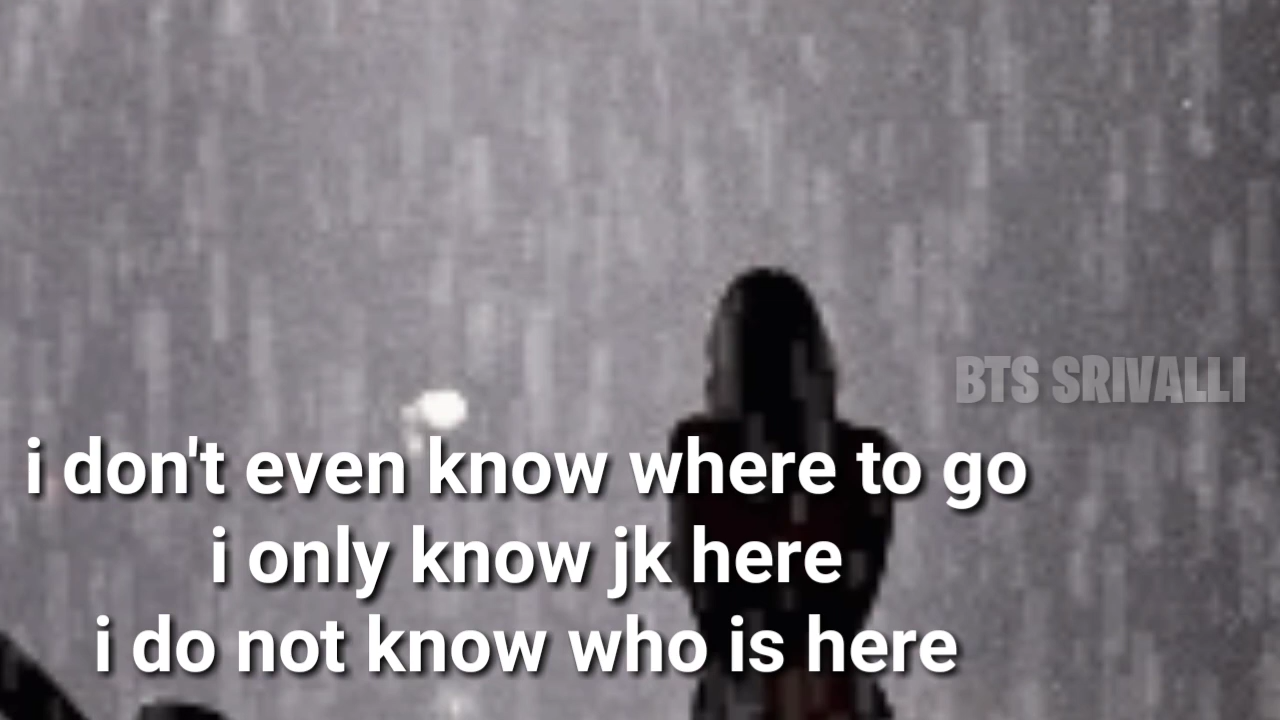 BTS SRIVALLI
i don't even know where to go
i only know jk here
i do not know who is here